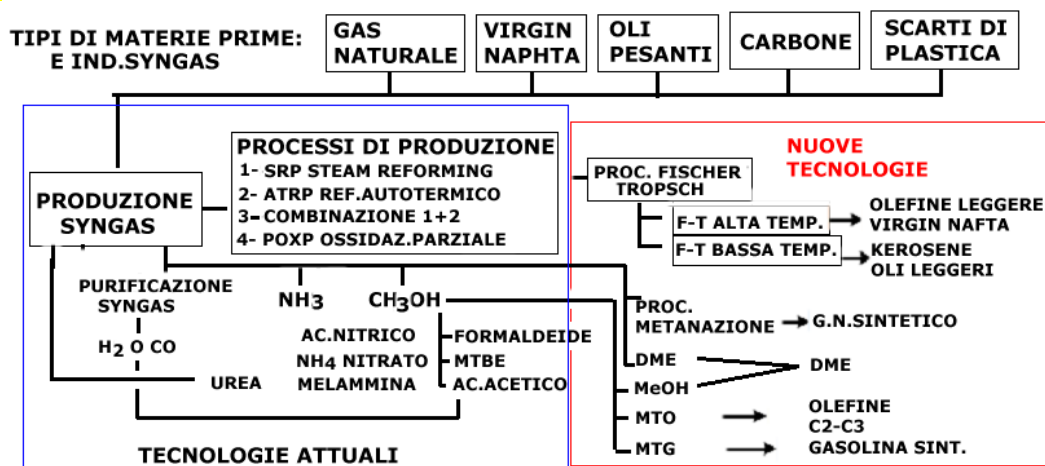 TIPI DI MATERIE PRIME:
E IND.SYNGAS
GAS
NATURALE
VIRGIN
NAPHTA
OLI
PESANTI
CARBONE
SCARTI DI
PLASTICA
PRODUZIONE
SYNGAS
PROCESSI DI PRODUZIONE
1- SRP STEAM REFORMING
2- ATRP REF.AUTOTERMICO
3- COMBINAZIONE 1+2
4- POXP OSSIDAZ.PARZIALE
PURIFICAZIONE
SYNGAS
H2 O CO
UREA
NH3
CH3OH
AC.NITRICO
NH4 NITRATO
MELAMMINA
FORMALDEIDE
MTBE
AC.ACETICO
TECNOLOGIE ATTUALI
NUOVE
TECNOLOGIE
PROC. FISCHER
TROPSCH
F-T ALTA TEMP.
OLEFINE LEGGERE
VIRGIN NAFTA
F-T BASSA TEMP.
KEROSENE
OLI LEGGERI
PROC.
METANAZIONE
G.N.SINTETICO
DME
MeOH
DME
MTO
OLEFINE
C2-C3
MTG
GASOLINA SINT.